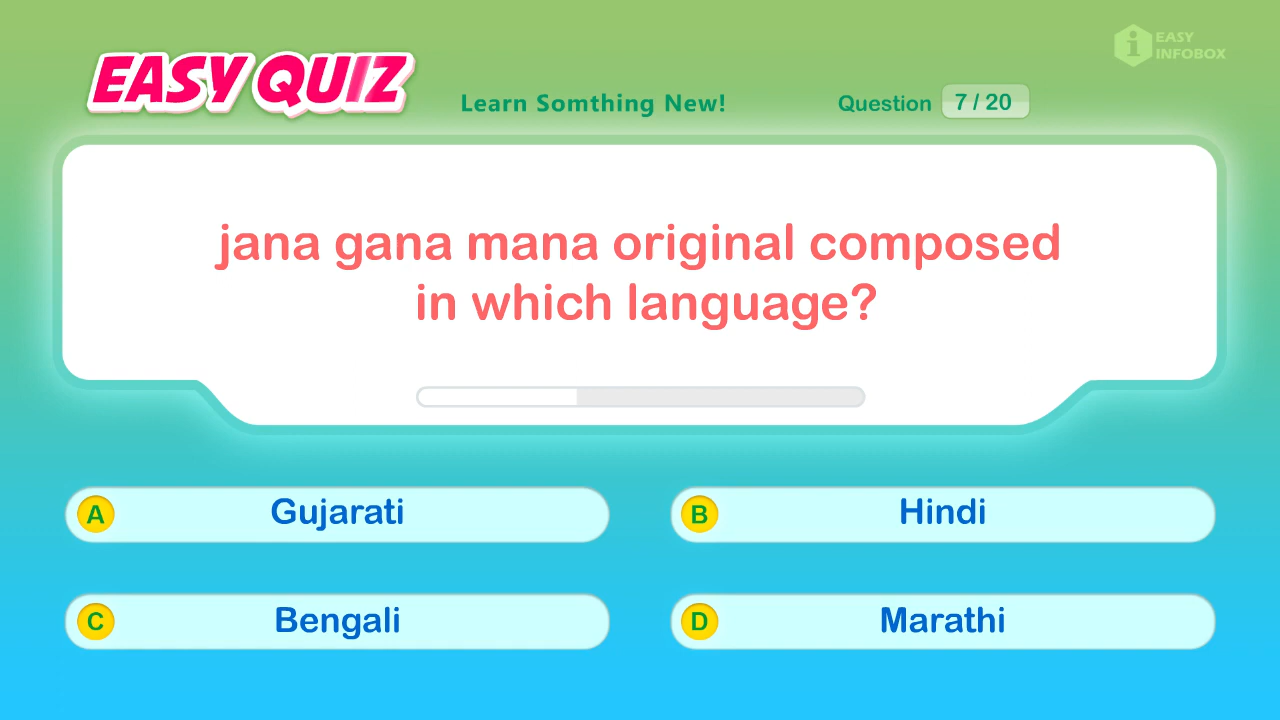 EASY INFOBOX
EASY QUIZ
Learn Somthing New!
Question 7 / 20
jana gana mana original composed
in which language?
A Gujarati
B Hindi
C Bengali
D Marathi